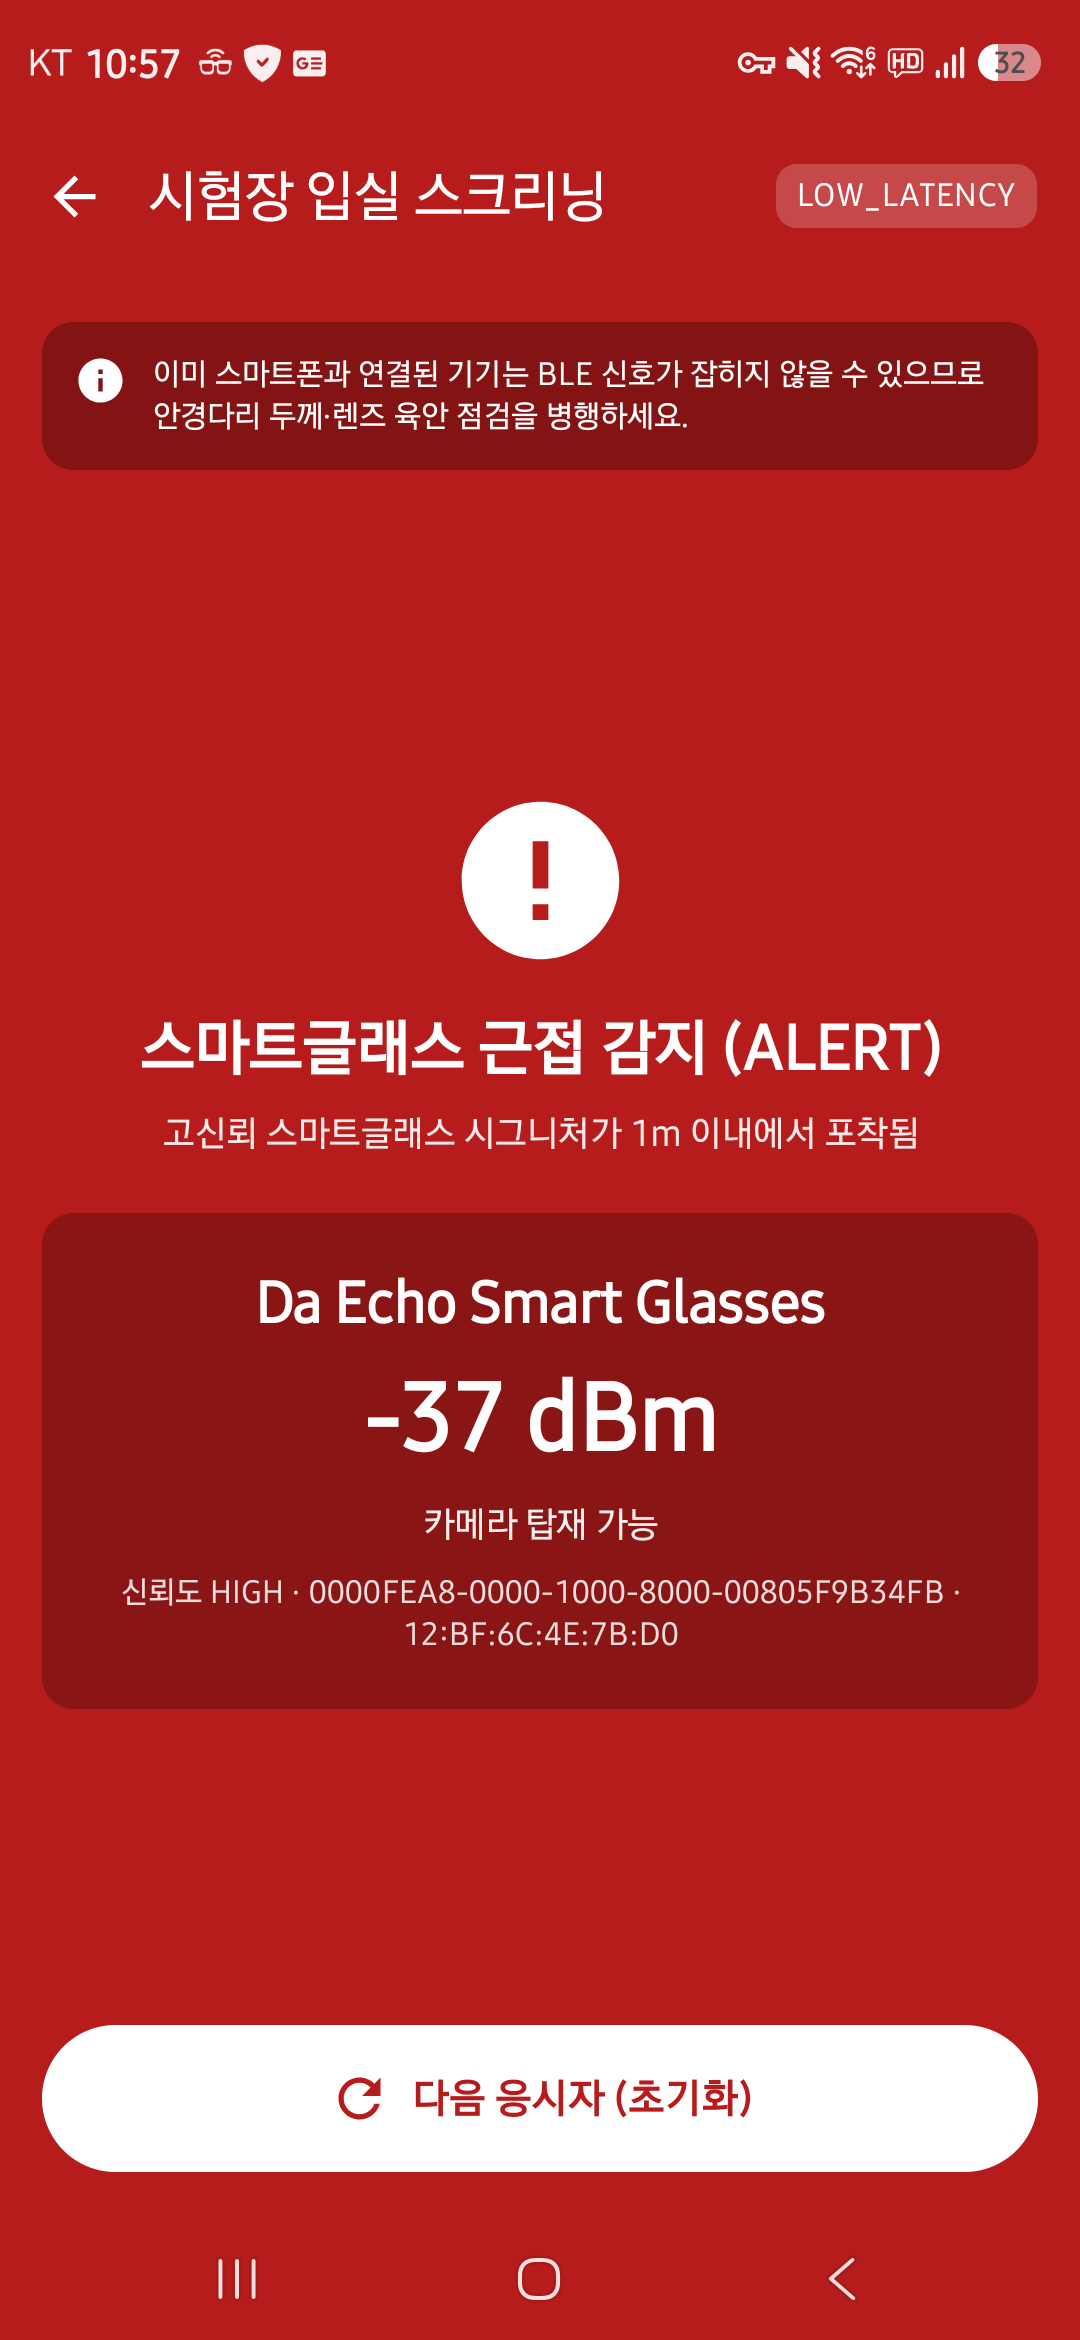 KT 10:57
6 HD 32
시험장 입실 스크리닝
LOW_LATENCY
이미 스마트폰과 연결된 기기는 BLE 신호가 잡히지 않을 수 있으므로
안경다리 두께·렌즈 육안 점검을 병행하세요.
스마트글래스 근접 감지 (ALERT)
고신뢰 스마트글래스 시그니처가 1m 이내에서 포착됨
Da Echo Smart Glasses
-37 dBm
카메라 탑재 가능
신뢰도 HIGH · 0000FEA8-0000-1000-8000-00805F9B34FB ·
12:BF:6C:4E:7B:D0
다음 응시자 (초기화)